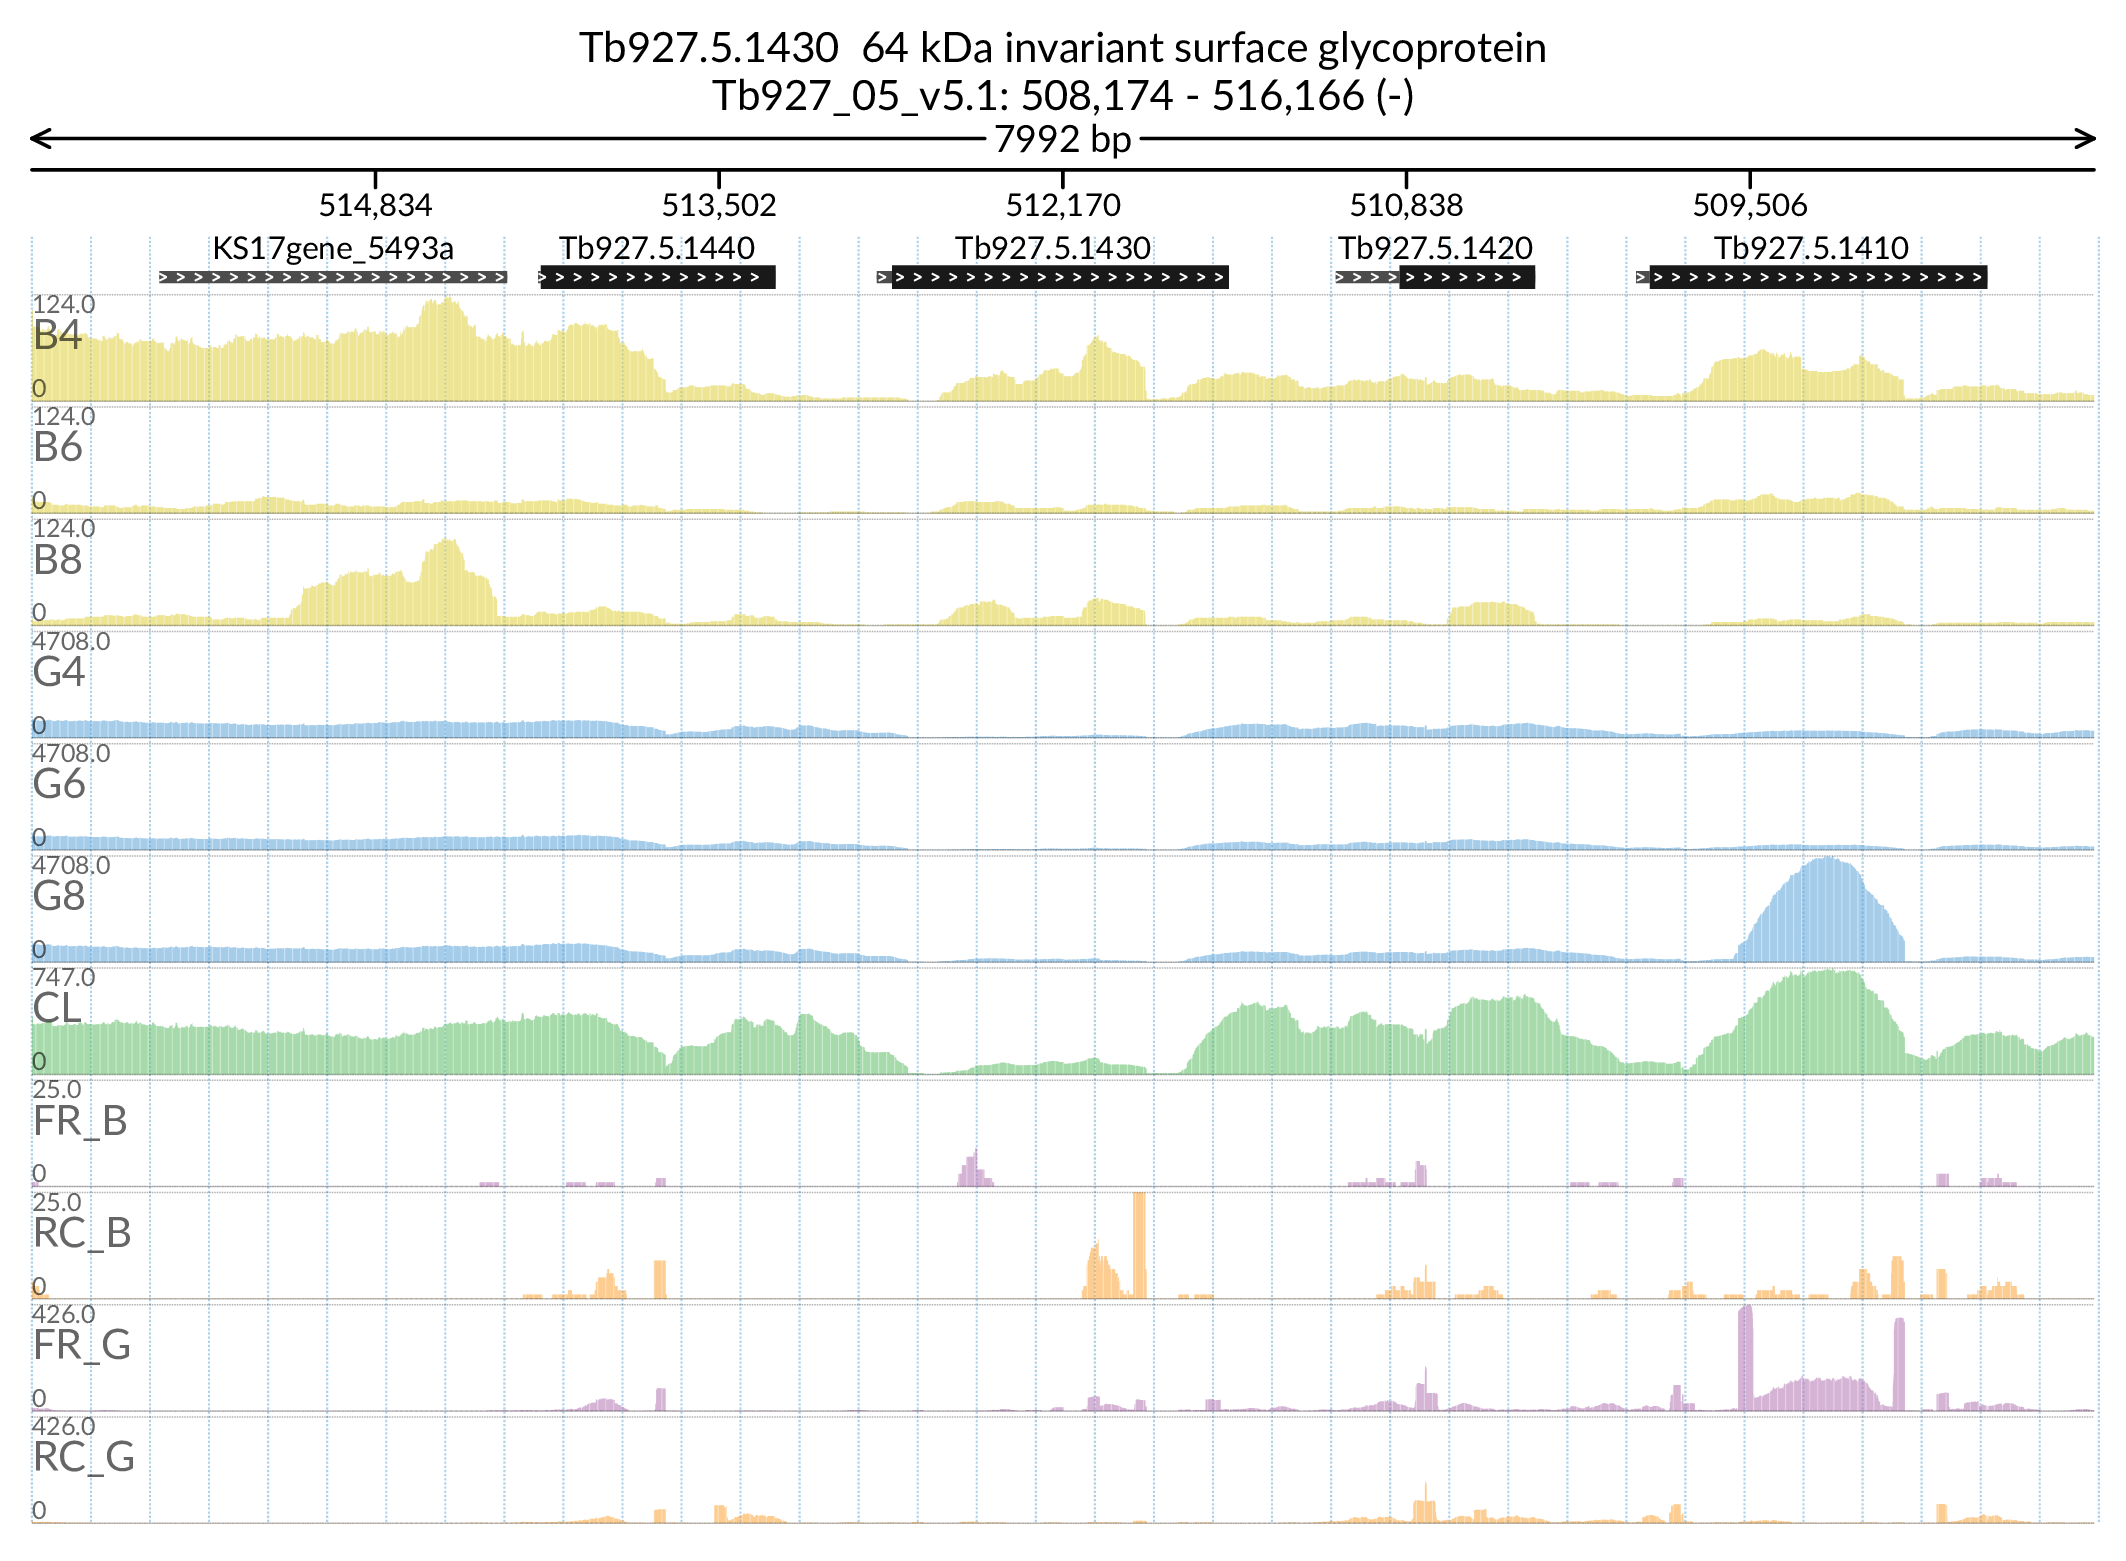 Tb927.5.1430  64 kDa invariant surface glycoprotein
Tb927_05_v5.1: 508,174 - 516,166 (-)
7992 bp
514,834 513,502 512,170 510,838 509,506
KS17gene_5493a Tb927.5.1440 Tb927.5.1430 Tb927.5.1420 Tb927.5.1410
124.0
B4
0
124.0
B6
0
124.0
B8
0
4708.0
G4
0
4708.0
G6
0
4708.0
G8
0
747.0
CL
0
25.0
FR_B
0
25.0
RC_B
0
426.0
FR_G
0
426.0
RC_G
0